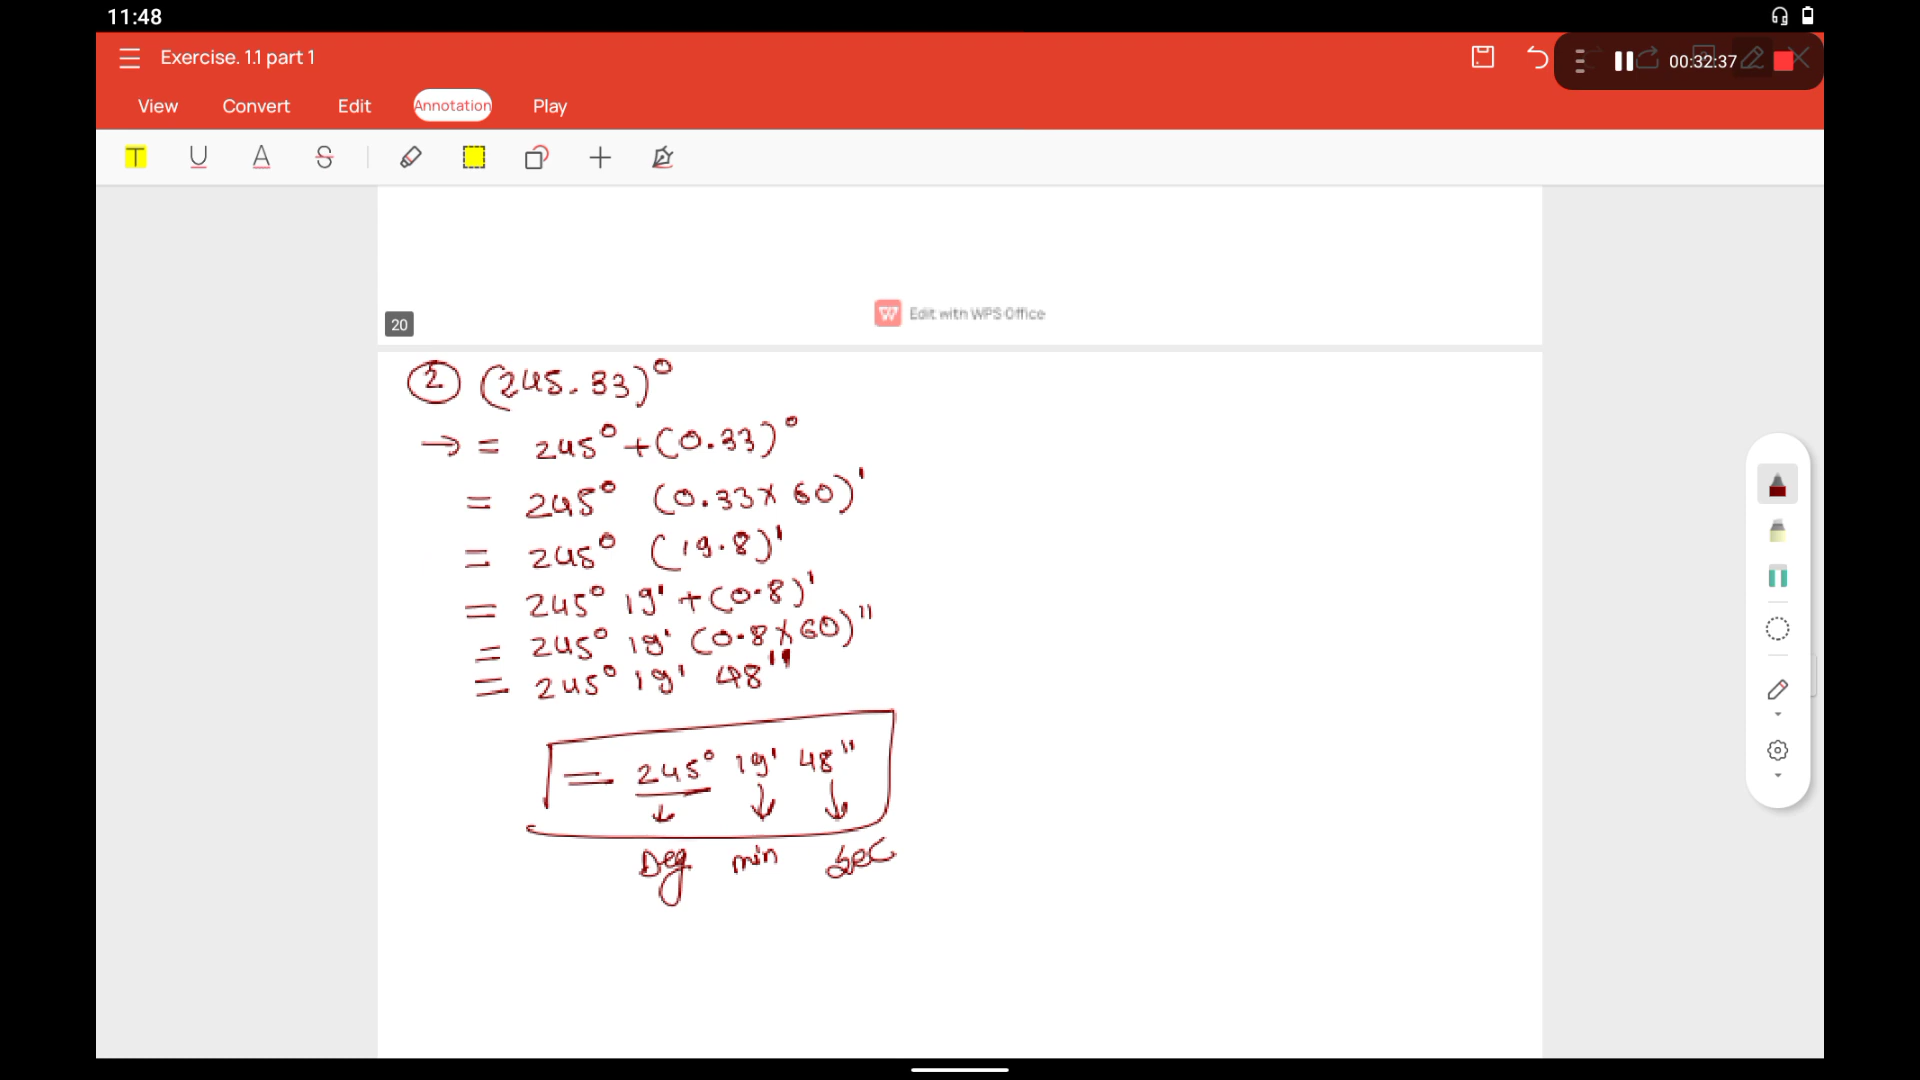 11:48
Exercise. 1.1 part 1
00:32:37
View Convert Edit Annotation Play
T U A S
Edit with WPS Office
20
② (245.33)°
→ = 245° + (0.33)°
= 245° (0.33 × 60)'
= 245° (19.8)'
= 245° 19' + (0.8)'
= 245° 19' (0.8 × 60)"
= 245° 19' 48"
= 245° 19' 48"
↓ ↓ ↓
Deg min Sec